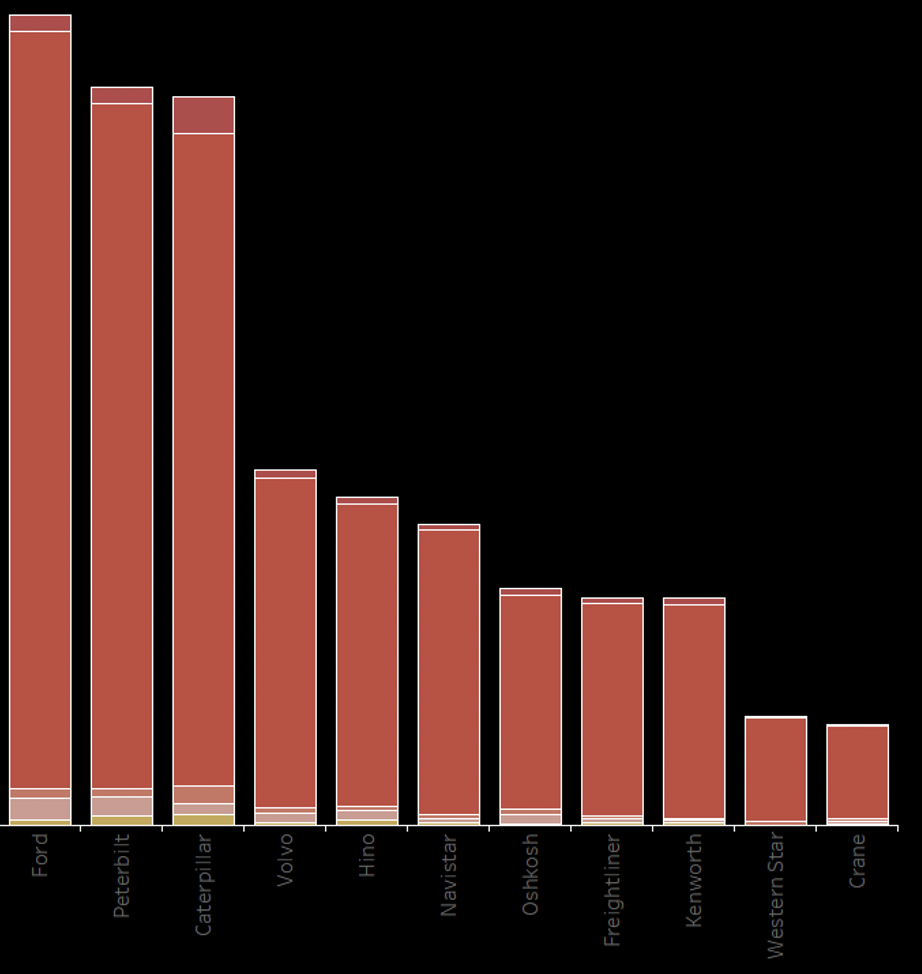 Ford
Peterbilt
Caterpillar
Volvo
Hino
Navistar
Oshkosh
Freightliner
Kenworth
Western Star
Crane